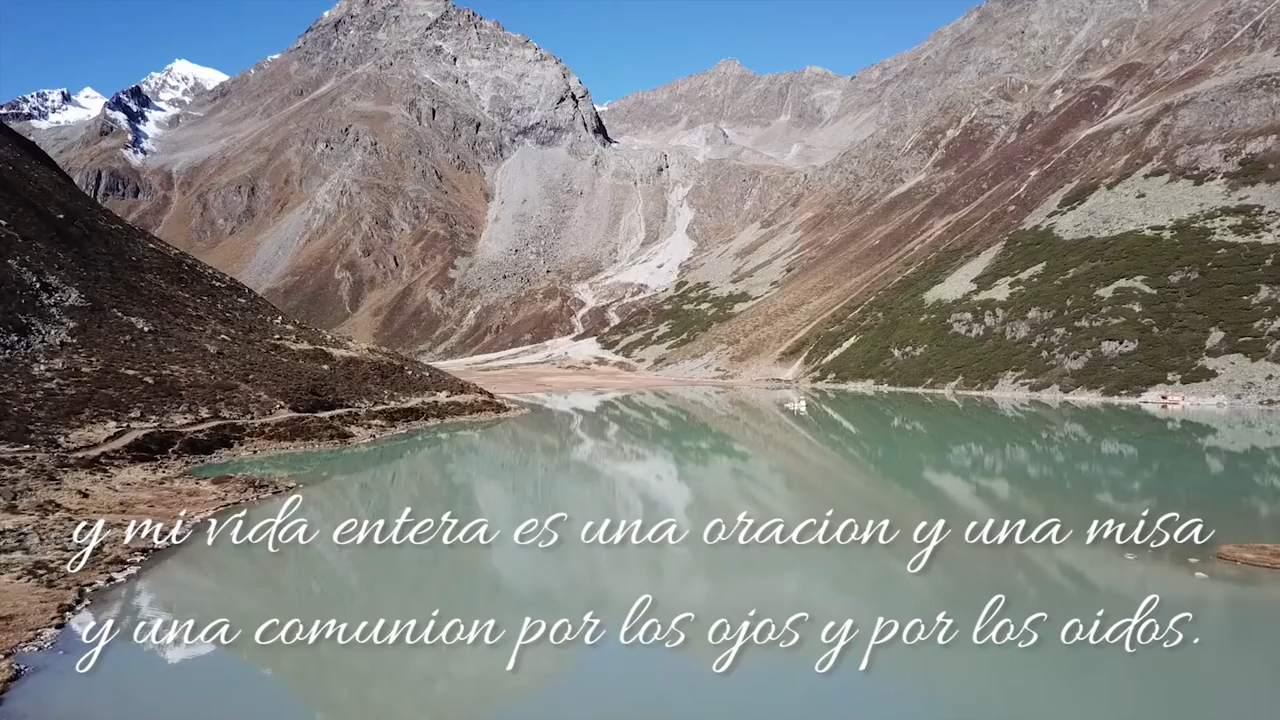 y mi vida entera es una oracion y una misa
y una comunion por los ojos y por los oidos.